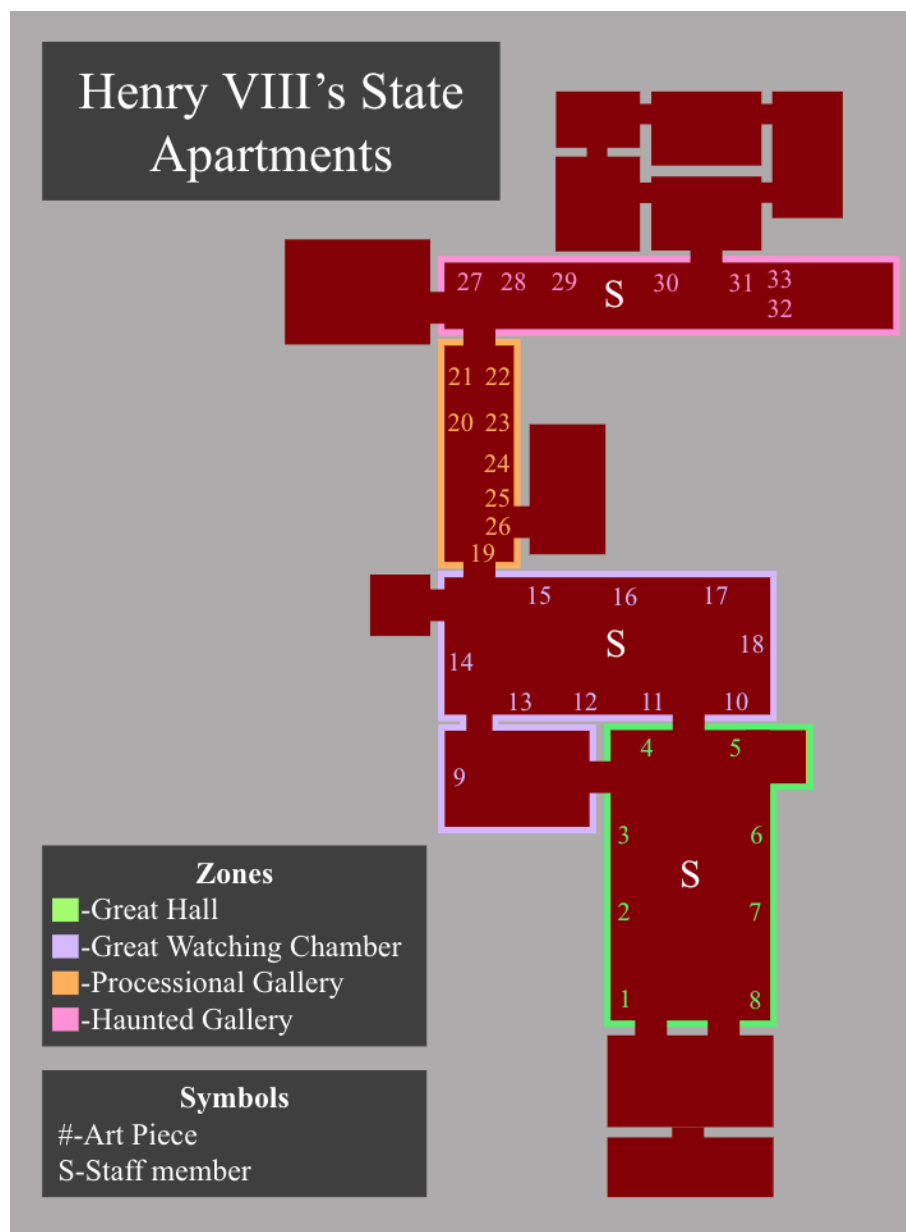 Henry VIII’s State
Apartments
27 28 29 S 30 31 33
32
21 22
20 23
24
25
26
19
15 16 17
S
14 18
13 12 11 10
9
4 5
3 6
S
2 7
1 8
Zones
-Great Hall
-Great Watching Chamber
-Processional Gallery
-Haunted Gallery
Symbols
#-Art Piece
S-Staff member